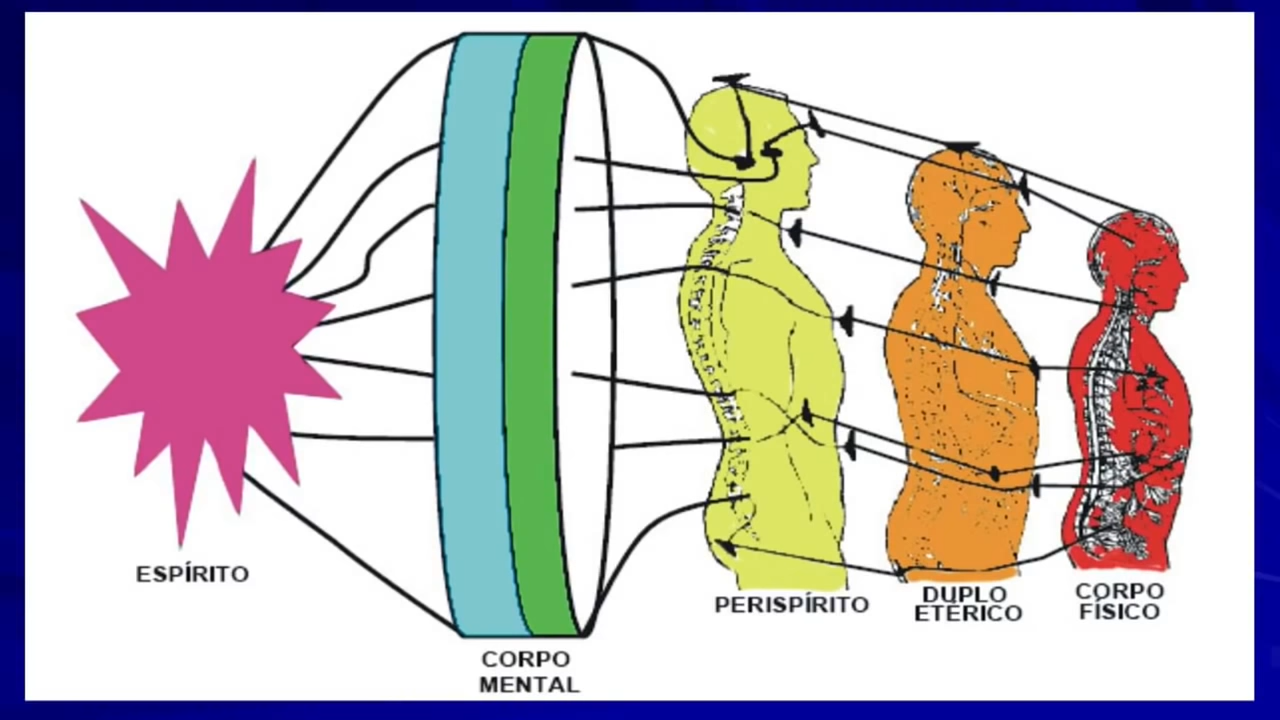 ESPÍRITO
CORPO
MENTAL
PERISPÍRITO
DUPLO
ETÉRICO
CORPO
FÍSICO